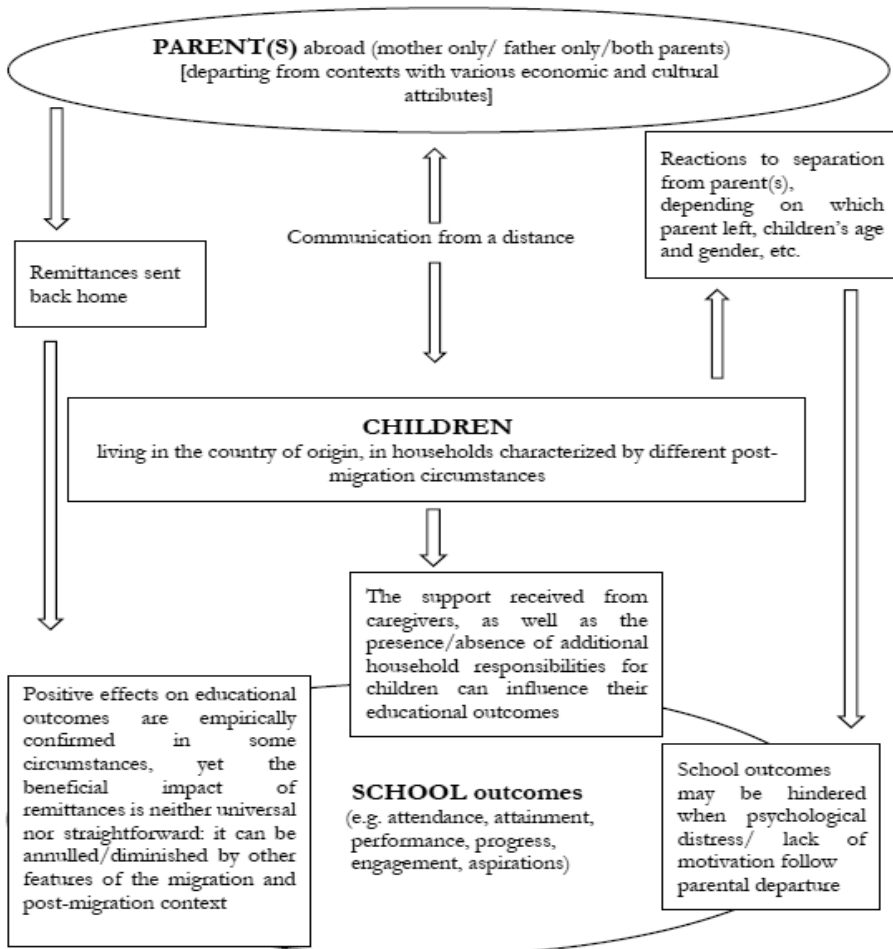 PARENT(S) abroad (mother only/ father only/both parents)
[departing from contexts with various economic and cultural
attributes]
Reactions to separation
from parent(s),
depending on which
parent left, children's age
and gender, etc.
Communication from a distance
Remittances sent
back home
CHILDREN
living in the country of origin, in households characterized by different post-
migration circumstances
The support received from
caregivers, as well as the
presence/absence of additional
household responsibilities for
children can influence their
educational outcomes
Positive effects on educational
outcomes are empirically
confirmed in some
circumstances, yet the
beneficial impact of
remittances is neither universal
nor straightforward: it can be
annulled/diminished by other
features of the migration and
post-migration context
SCHOOL outcomes
(e.g. attendance, attainment,
performance, progress,
engagement, aspirations)
School outcomes
may be hindered
when psychological
distress/ lack of
motivation follow
parental departure